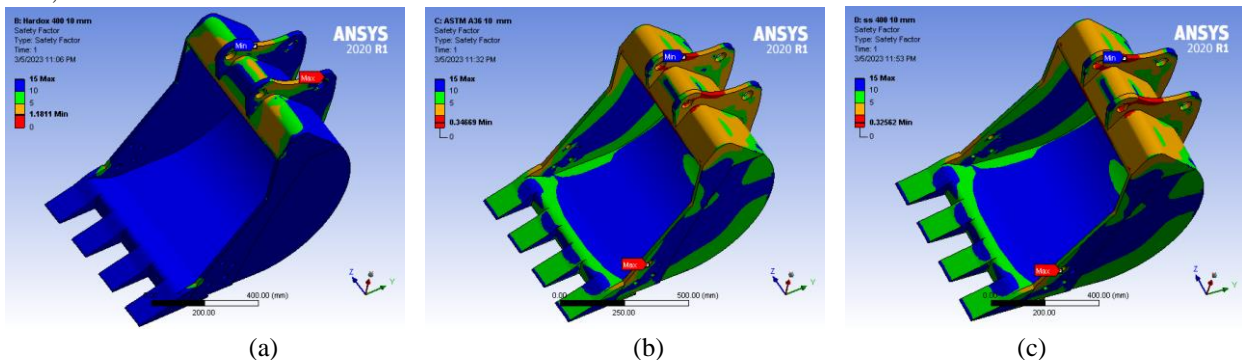 B: Hardox 400 10 mm
Safety Factor
Type: Safety Factor
Time: 1
3/5/2023 11:06 PM
15 Max
10
5
1.1811 Min
0
Min
Max
ANSYS
2020 R1
400.00 (mm)
200.00
Z
Y
(a)
C: ASTM A36 10 mm
Safety Factor
Type: Safety Factor
Time: 1
3/5/2023 11:32 PM
15 Max
10
5
0.34669 Min
0
Min
Max
ANSYS
2020 R1
0.00
500.00 (mm)
250.00
Z
Y
(b)
D: ss 400 10 mm
Safety Factor
Type: Safety Factor
Time: 1
3/5/2023 11:53 PM
15 Max
10
5
0.32562 Min
0
Min
Max
ANSYS
2020 R1
0.00
400.00 (mm)
200.00
Z
Y
(c)